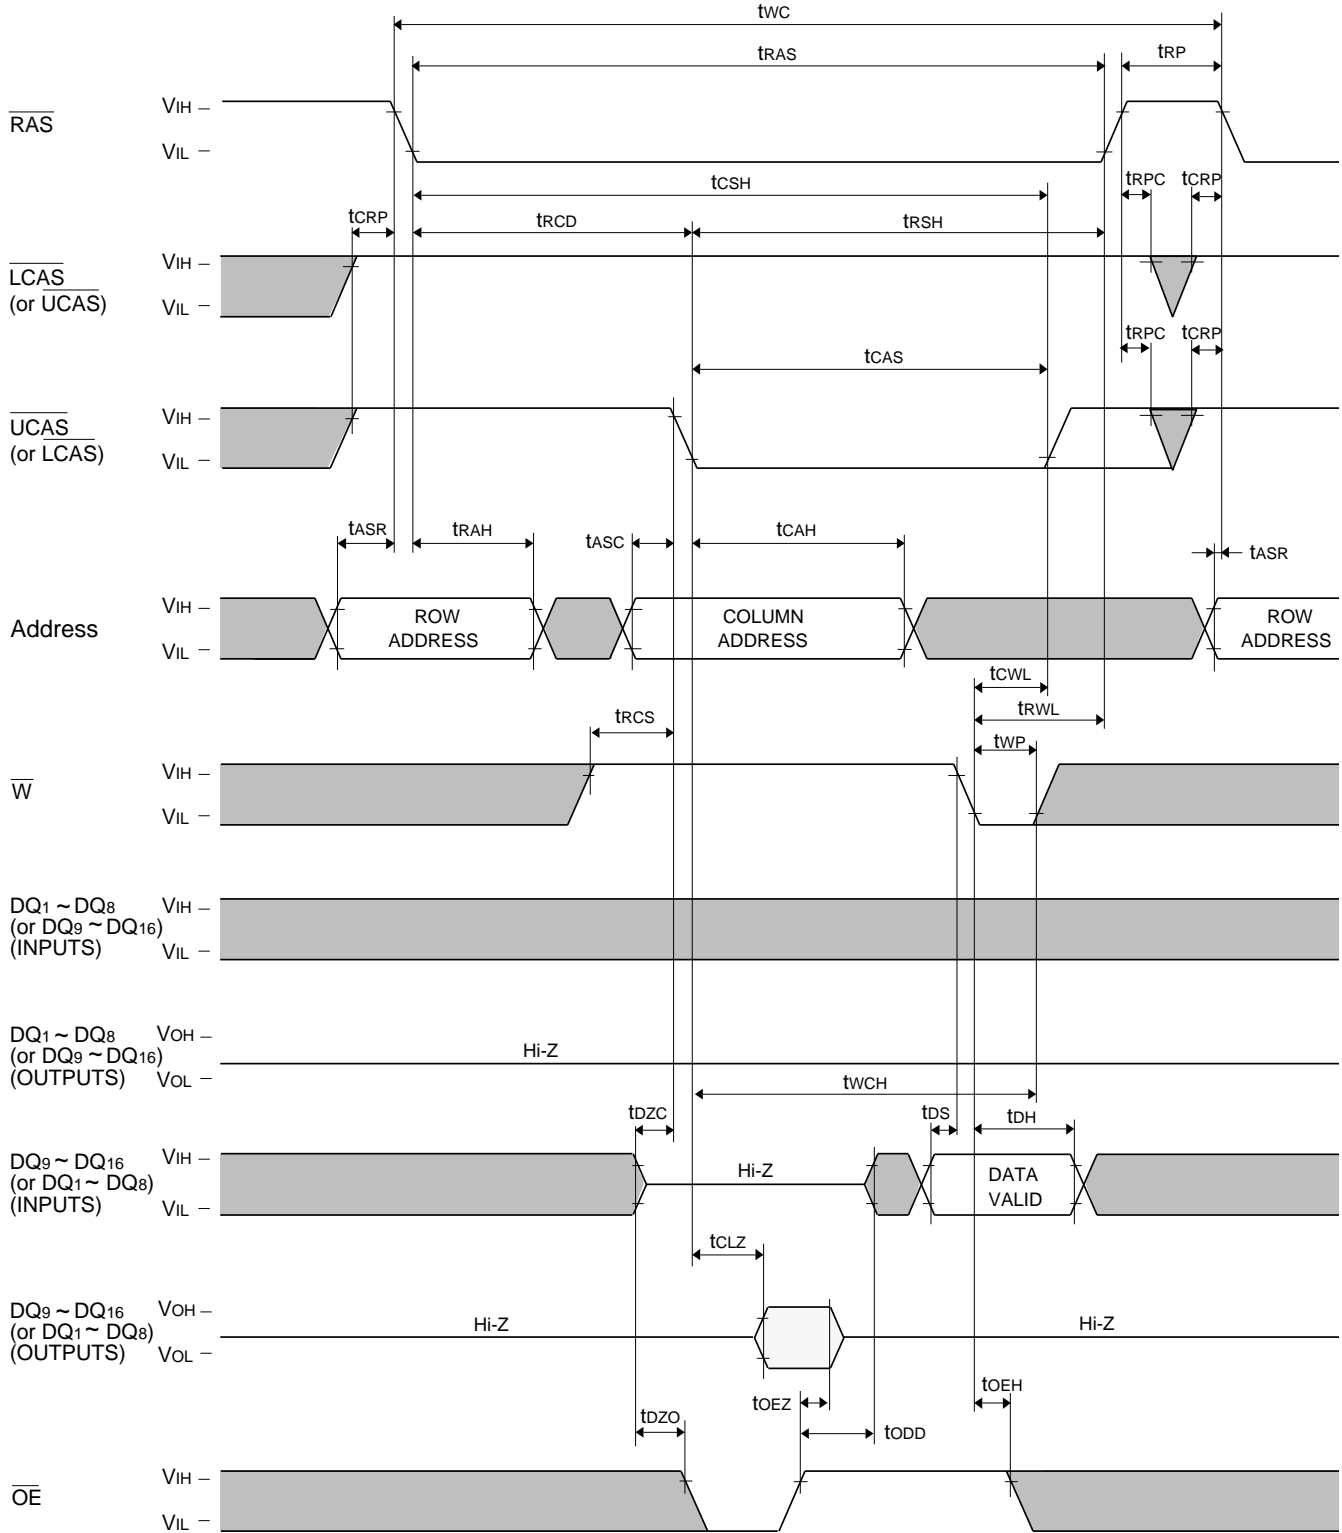 tWC
tRAS
tRP
RAS
VIH –
VIL –
tCSH
tRPC
tCRP
tCRP
tRCD
tRSH
LCAS
(or UCAS)
VIH –
VIL –
tRPC
tCRP
tCAS
UCAS
(or LCAS)
VIH –
VIL –
tASR
tRAH
tASC
tCAH
tASR
Address
VIH –
VIL –
ROW
ADDRESS
COLUMN
ADDRESS
ROW
ADDRESS
tCWL
tRWL
tRCS
tWP
W
VIH –
VIL –
DQ1 ~ DQ8
(or DQ9 ~ DQ16)
(INPUTS)
VIH –
VIL –
DQ1 ~ DQ8
(or DQ9 ~ DQ16)
(OUTPUTS)
VOH –
VOL –
Hi-Z
tWCH
tDZC
tDS
tDH
DQ9 ~ DQ16
(or DQ1 ~ DQ8)
(INPUTS)
VIH –
VIL –
Hi-Z
DATA
VALID
tCLZ
DQ9 ~ DQ16
(or DQ1 ~ DQ8)
(OUTPUTS)
VOH –
VOL –
Hi-Z
Hi-Z
tOEZ
tOEH
tDZO
tODD
OE
VIH –
VIL –